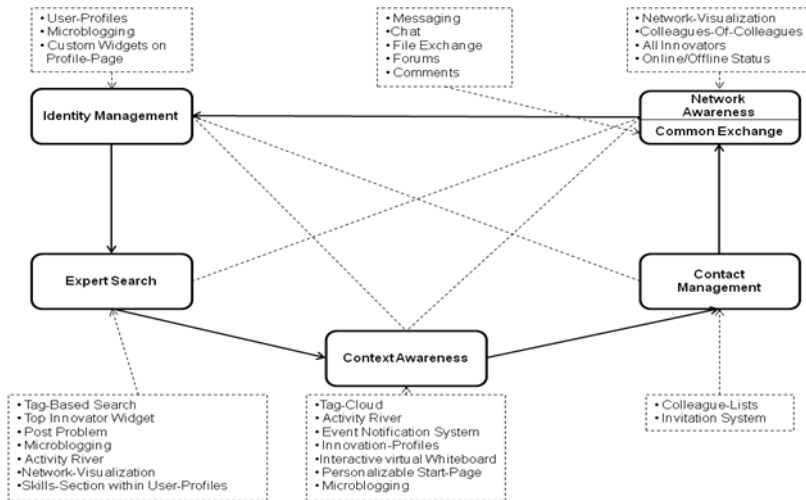 • User-Profiles
• Microblogging
• Custom Widgets on
Profile-Page
• Messaging
•Chat
• File Exchange
• Forums
• Comments
• Network-Visualization
•Colleagues-Of-Colleagues
• All Innovators
• Online/Offline Status
Identity Management
Network
Awareness
Common Exchange
Expert Search
Contact
Management
Context Awareness
• Tag-Based Search
• Top Innovator Widget
• Post Problem
• Microblogging
• Activity River
•Network-Visualization
•Skills-Section within User-Profiles
•Tag-Cloud
• Activity River
• Event Notification System
• Innovation-Profiles
•Interactive virtual Whiteboard
• Personalizable Start-Page
• Microblogging
• Colleague-Lists
• Invitation System